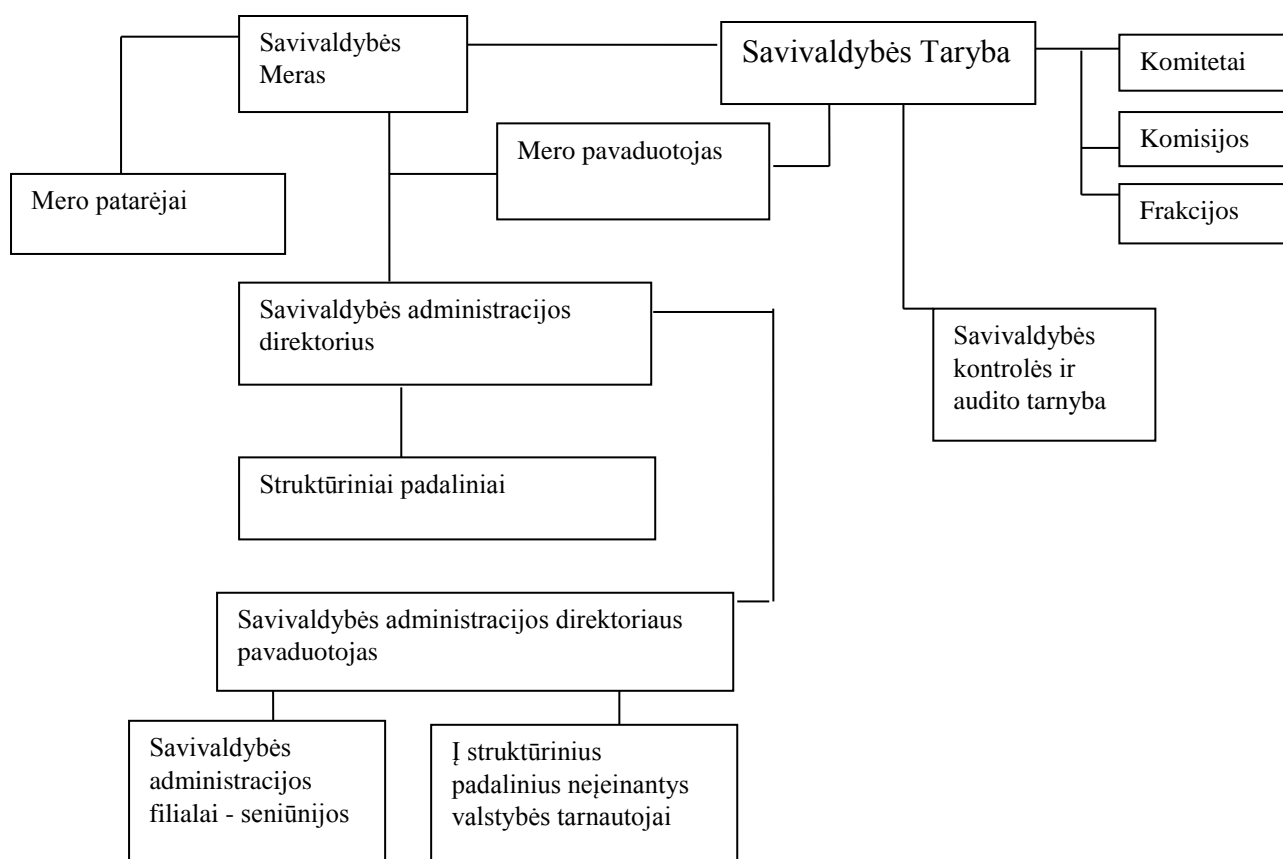 Savivaldybės
Meras
Savivaldybės Taryba
Komitetai
Mero pavaduotojas
Komisijos
Mero patarėjai
Frakcijos
Savivaldybės administracijos
direktorius
Savivaldybės
kontrolės ir
audito tarnyba
Struktūriniai padaliniai
Savivaldybės administracijos direktoriaus
pavaduotojas
Savivaldybės
administracijos
filialai - seniūnijos
Į struktūrinius
padalinius neįeinantys
valstybės tarnautojai